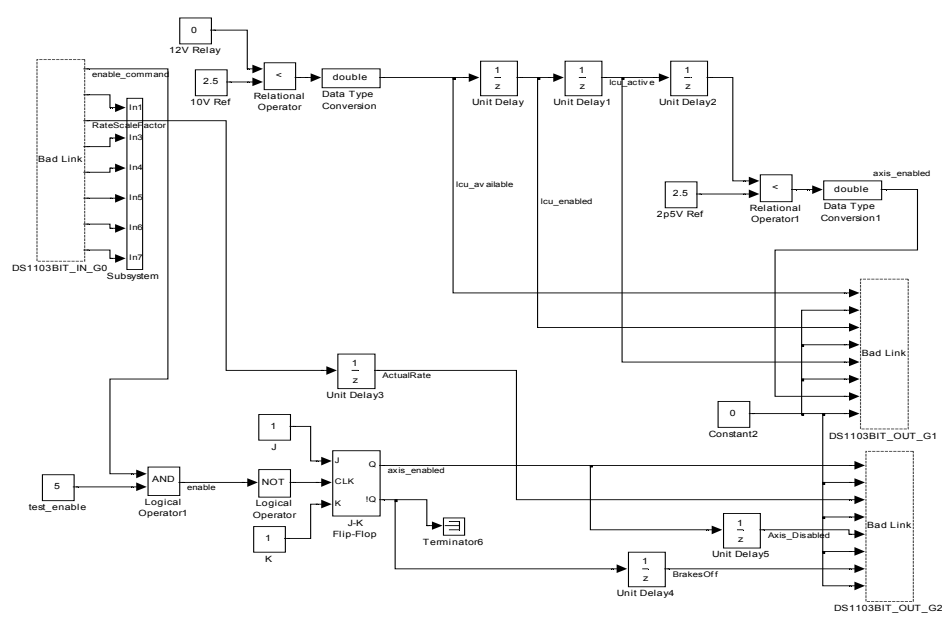 0
12V Relay
2.5
10V Ref
<
Relational
Operator
double
Data Type
Conversion
1
z
Unit Delay
1
z
Unit Delay1
lcu_active
1
z
Unit Delay2
enable_command
In1
RateScaleFactor
In3
In4
In5
In6
In7
Subsystem
Bad Link
DS1103BIT_IN_G0
lcu_available
lcu_enabled
2.5
2p5V Ref
<
Relational
Operator1
double
Data Type
Conversion1
axis_enabled
Bad Link
DS1103BIT_OUT_G1
1
z
Unit Delay3
ActualRate
0
Constant2
1
J
5
test_enable
AND
Logical
Operator1
enable
NOT
Logical
Operator
1
K
J
CLK
K
Q
!Q
J-K
Flip-Flop
axis_enabled
Terminator6
1
z
Unit Delay5
Axis_Disabled
1
z
Unit Delay4
BrakesOff
Bad Link
DS1103BIT_OUT_G2